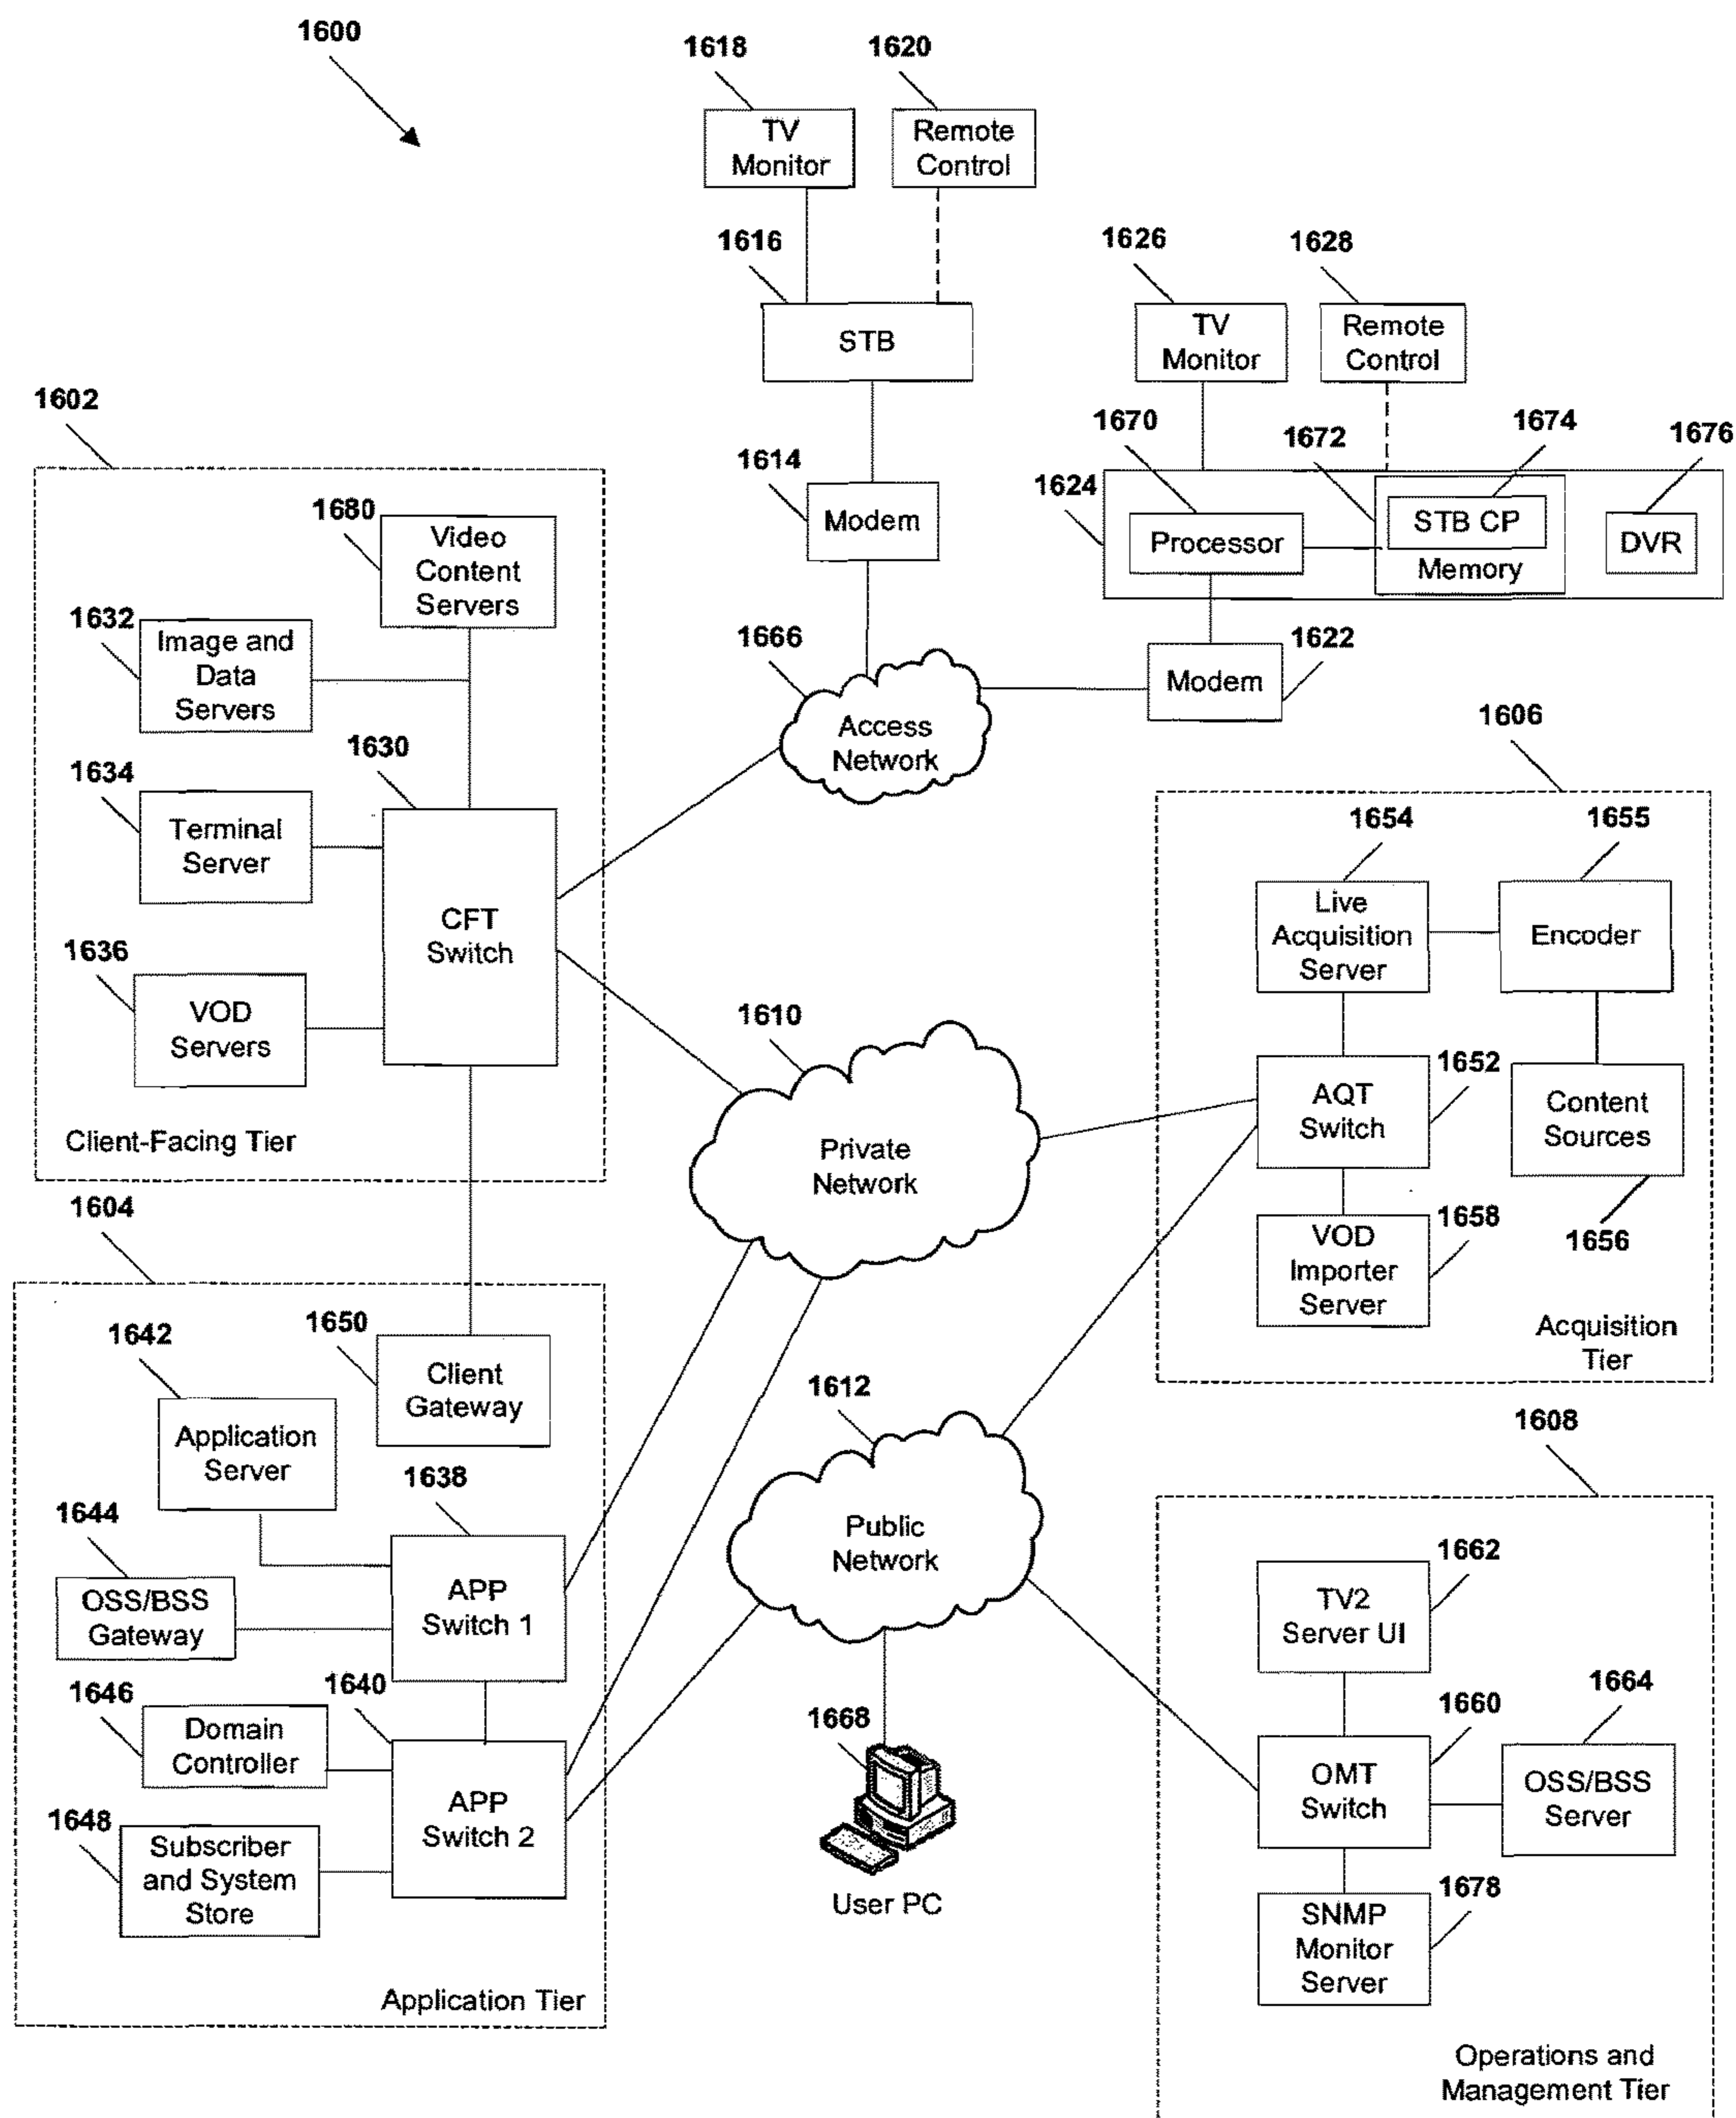 1600
1618
1620
TV
Monitor
Remote
Control
1616
STB
1626
1628
TV
Monitor
Remote
Control
1602
1614
Modem
1670
1672
1674
1676
1624
Processor
STB CP
Memory
DVR
1680
Video
Content
Servers
1632
Image and
Data
Servers
1666
Access
Network
Modem
1622
1630
1634
Terminal
Server
CFT
Switch
1636
VOD
Servers
Client-Facing Tier
1606
1654
1655
Live
Acquisition
Server
Encoder
1610
Private
Network
1652
AQT
Switch
Content
Sources
1656
1658
VOD
Importer
Server
Acquisition
Tier
1604
1642
1650
Client
Gateway
Application
Server
1638
1644
OSS/BSS
Gateway
APP
Switch 1
1646
1640
Domain
Controller
APP
Switch 2
1648
Subscriber
and System
Store
Application Tier
1612
Public
Network
1668
User PC
1608
1662
TV2
Server UI
1660
1664
OMT
Switch
OSS/BSS
Server
1678
SNMP
Monitor
Server
Operations and
Management Tier